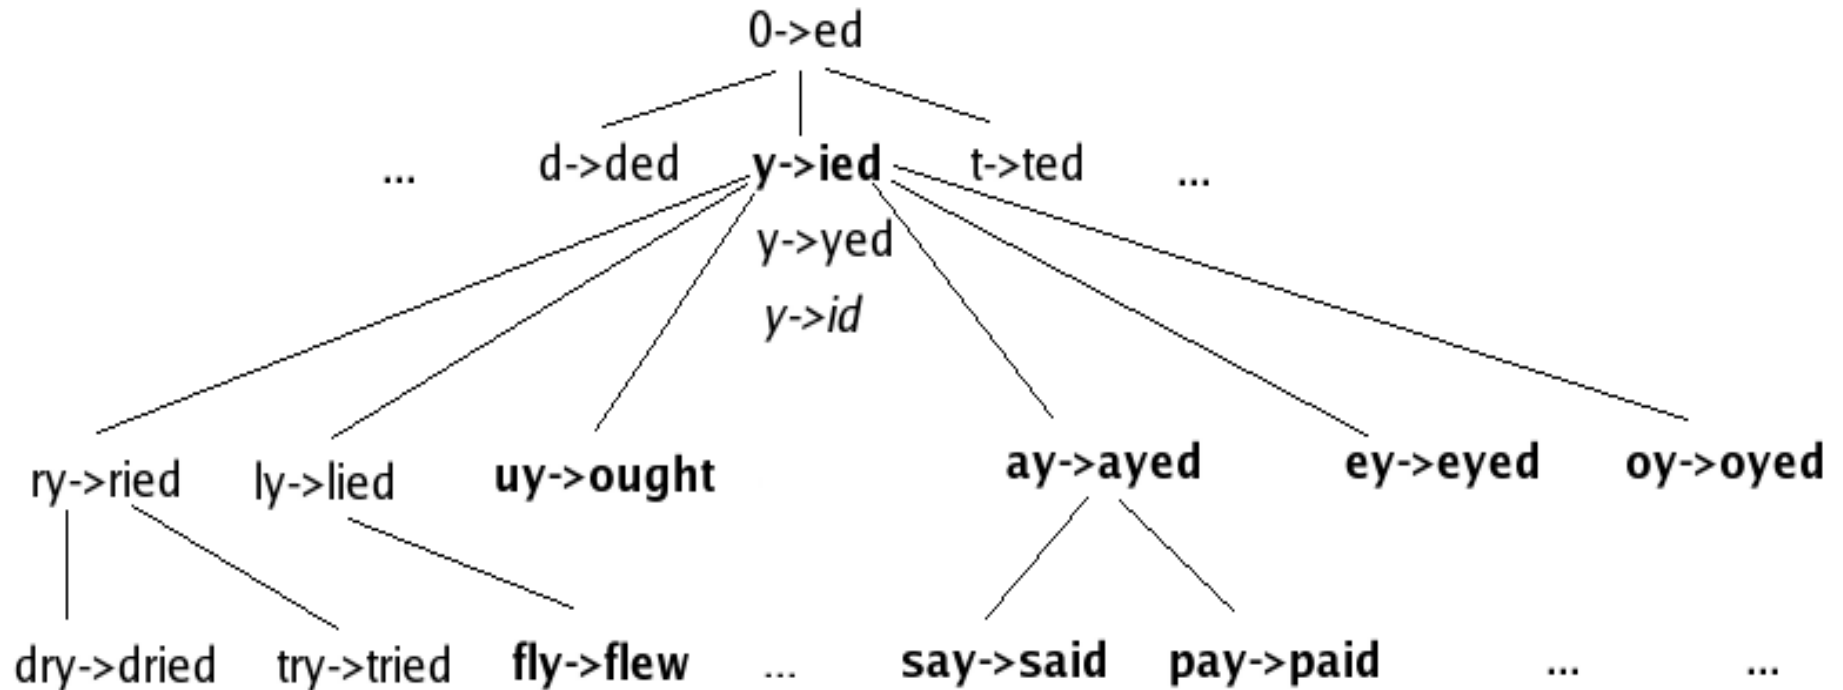 0->ed
... d->ded y->ied t->ted ...
y->yed
y->id
ry->ried ly->lied uy->ought ay->ayed ey->eyed oy->oyed
dry->dried try->tried fly->flew ... say->said pay->paid ... ...